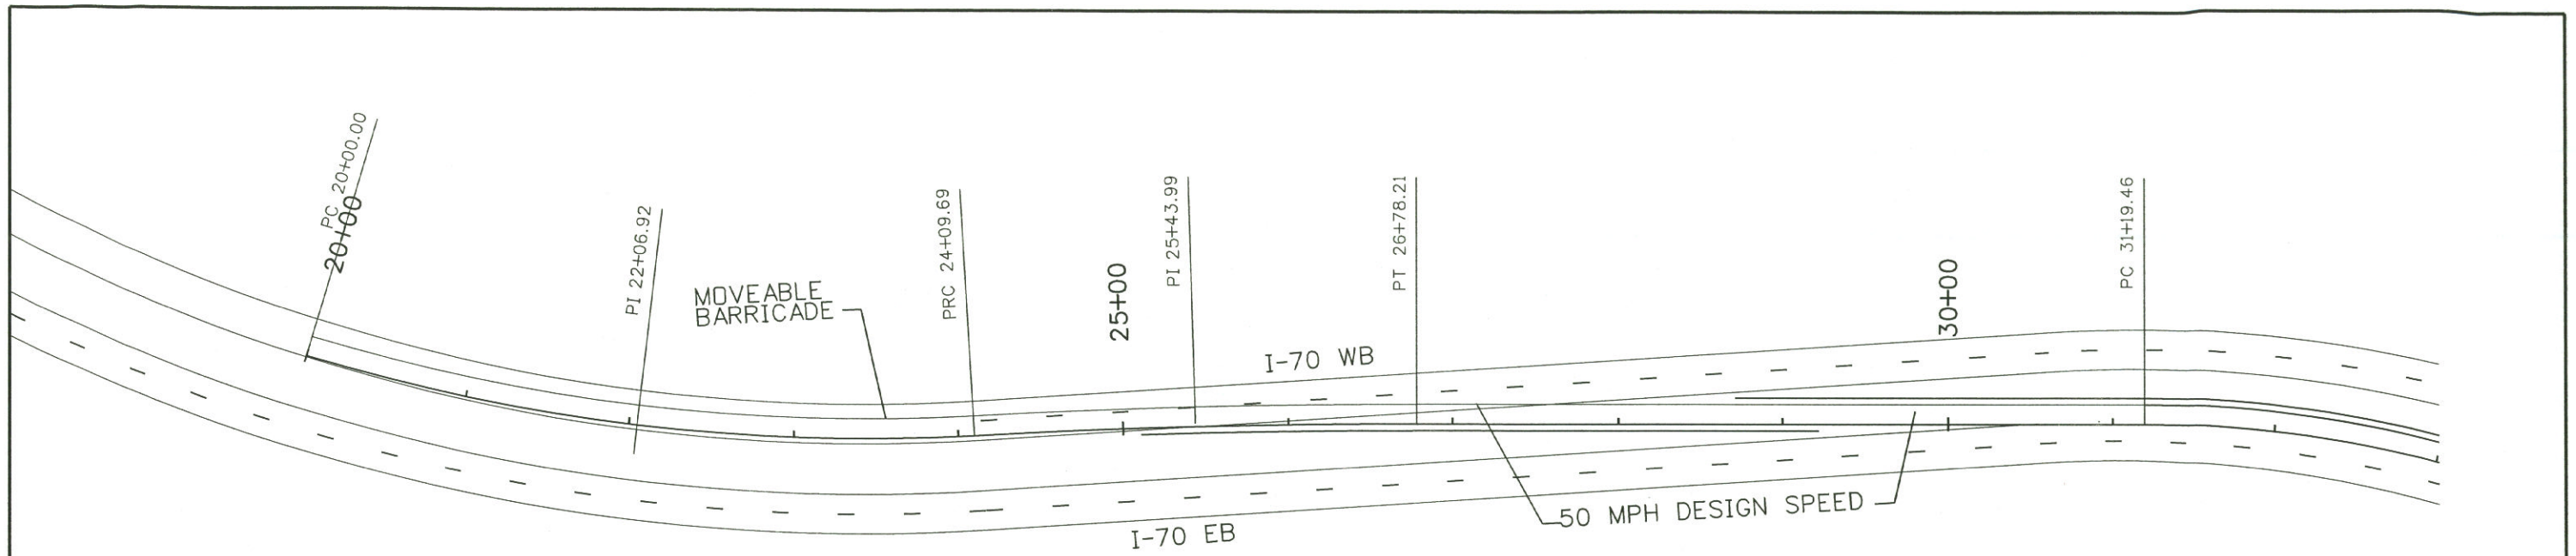 PC 20+00.00
20+00
PI 22+06.92
MOVEABLE
BARRICADE
PRC 24+09.69
25+00
PI 25+43.99
I-70 WB
PT 26+78.21
30+00
PC 31+19.46
50 MPH DESIGN SPEED
I-70 EB